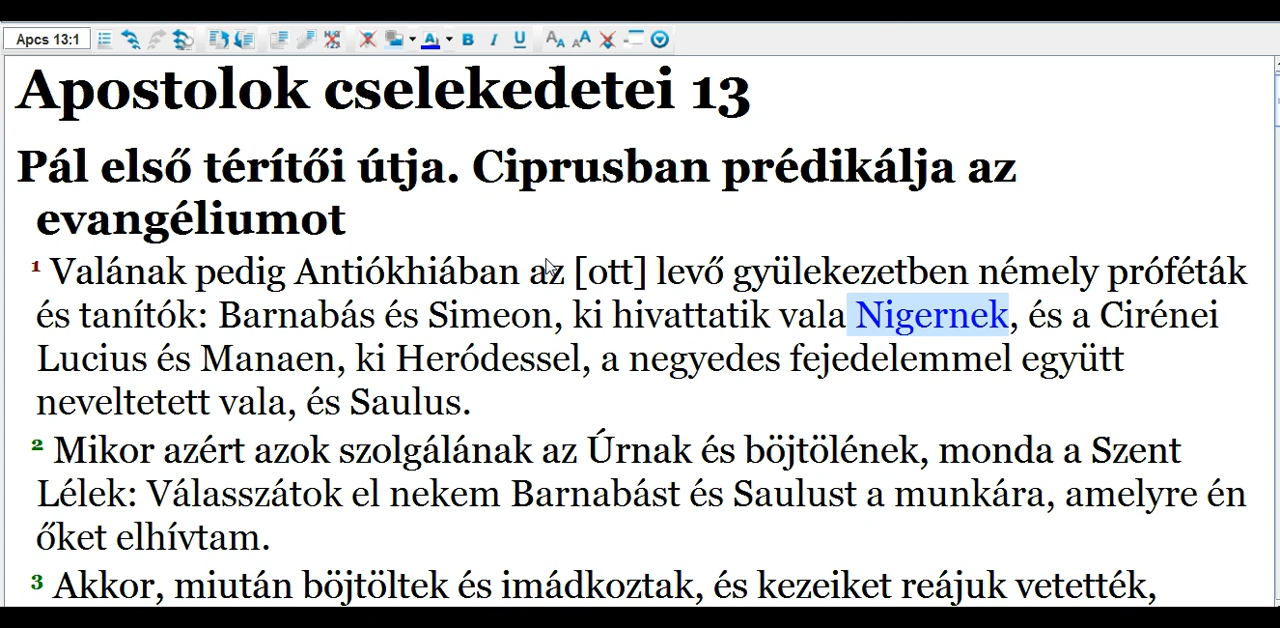 Apcs 13:1
Apostolok cselekedetei 13
Pál első térítői útja. Ciprusban prédikálja az
evangéliumot
1 Valának pedig Antiókhiában az [ott] levő gyülekezetben némely próféták
és tanítók: Barnabás és Simeon, ki hivattatik vala Nigernek, és a Cirénei
Lucius és Manaen, ki Heródessel, a negyedes fejedelemmel együtt
neveltetett vala, és Saulus.
2 Mikor azért azok szolgálának az Úrnak és böjtölének, monda a Szent
Lélek: Válasszátok el nekem Barnabást és Saulust a munkára, amelyre én
őket elhívtam.
3 Akkor, miután böjtöltek és imádkoztak, és kezeiket reájuk vetették,